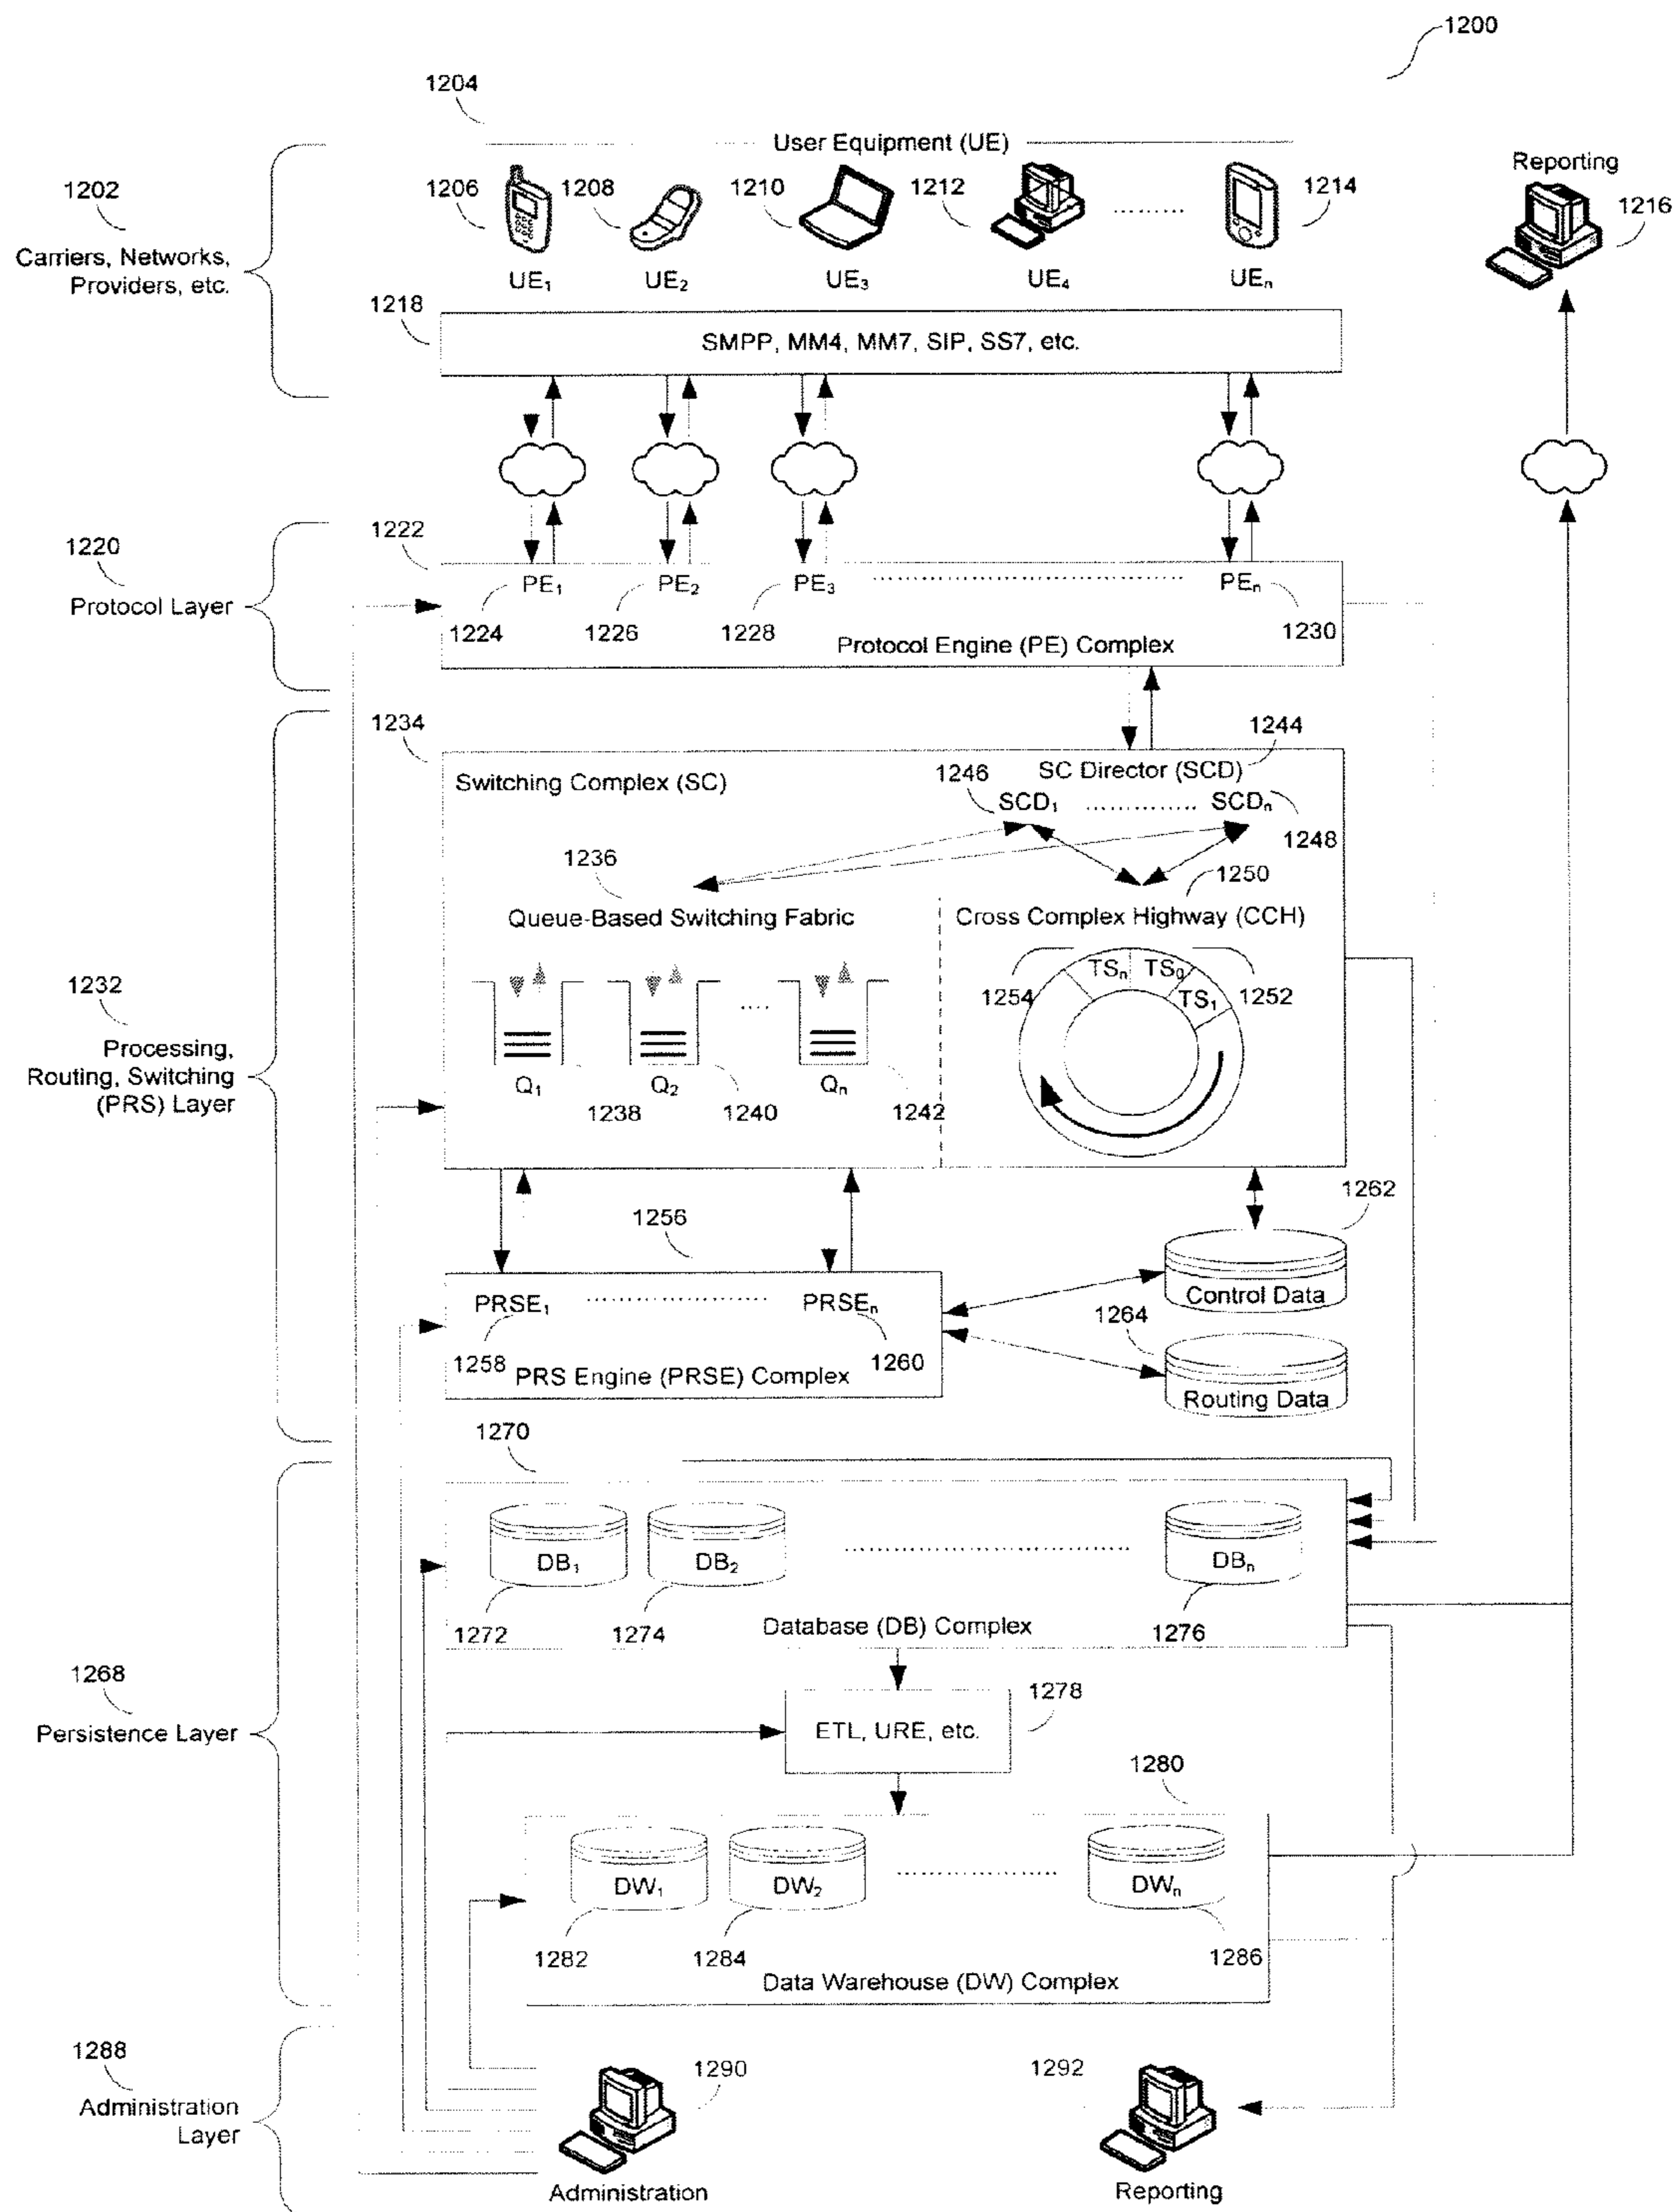 1200
1204
User Equipment (UE)
1202
Carriers, Networks,
Providers, etc.
1206
1208
1210
1212
1214
UE1
UE2
UE3
UE4
UEn
Reporting
1216
1218
SMPP, MM4, MM7, SIP, SS7, etc.
1220
Protocol Layer
1222
PE1
PE2
PE3
PEn
1224
1226
1228
1230
Protocol Engine (PE) Complex
1232
Processing,
Routing, Switching
(PRS) Layer
1234
Switching Complex (SC)
1244
SC Director (SCD)
1246
SCD1
SCDn
1248
1236
Queue-Based Switching Fabric
1250
Cross Complex Highway (CCH)
Q1
Q2
Qn
1238
1240
1242
1254
TSn
TS0
TS1
1252
1256
PRSE1
PRSEn
1258
1260
PRS Engine (PRSE) Complex
1262
Control Data
1264
Routing Data
1268
Persistence Layer
1270
DB1
DB2
DBn
1272
1274
1276
Database (DB) Complex
1278
ETL, URE, etc.
1280
DW1
DW2
DWn
1282
1284
1286
Data Warehouse (DW) Complex
1288
Administration
Layer
1290
Administration
1292
Reporting